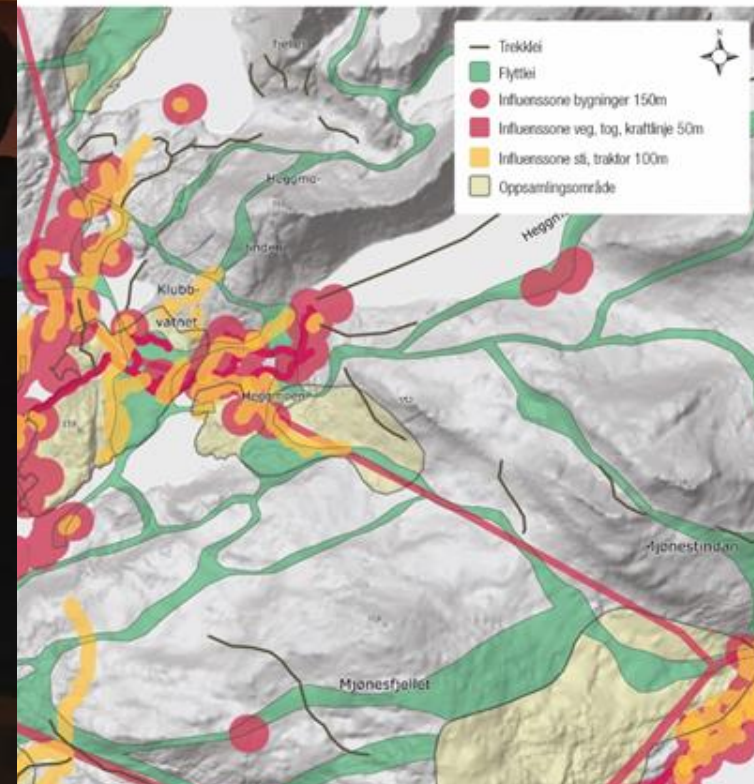 N
Trekklei
Flyttlei
Influenssone bygninger 150m
Influenssone veg, tog, kraftlinje 50m
Influenssone sti, traktor 100m
Oppsamlingsområde
Heggmo-
tinden
Klubb-
vatnet
Heggmoen
Mjønestindan
Mjønesfjellet